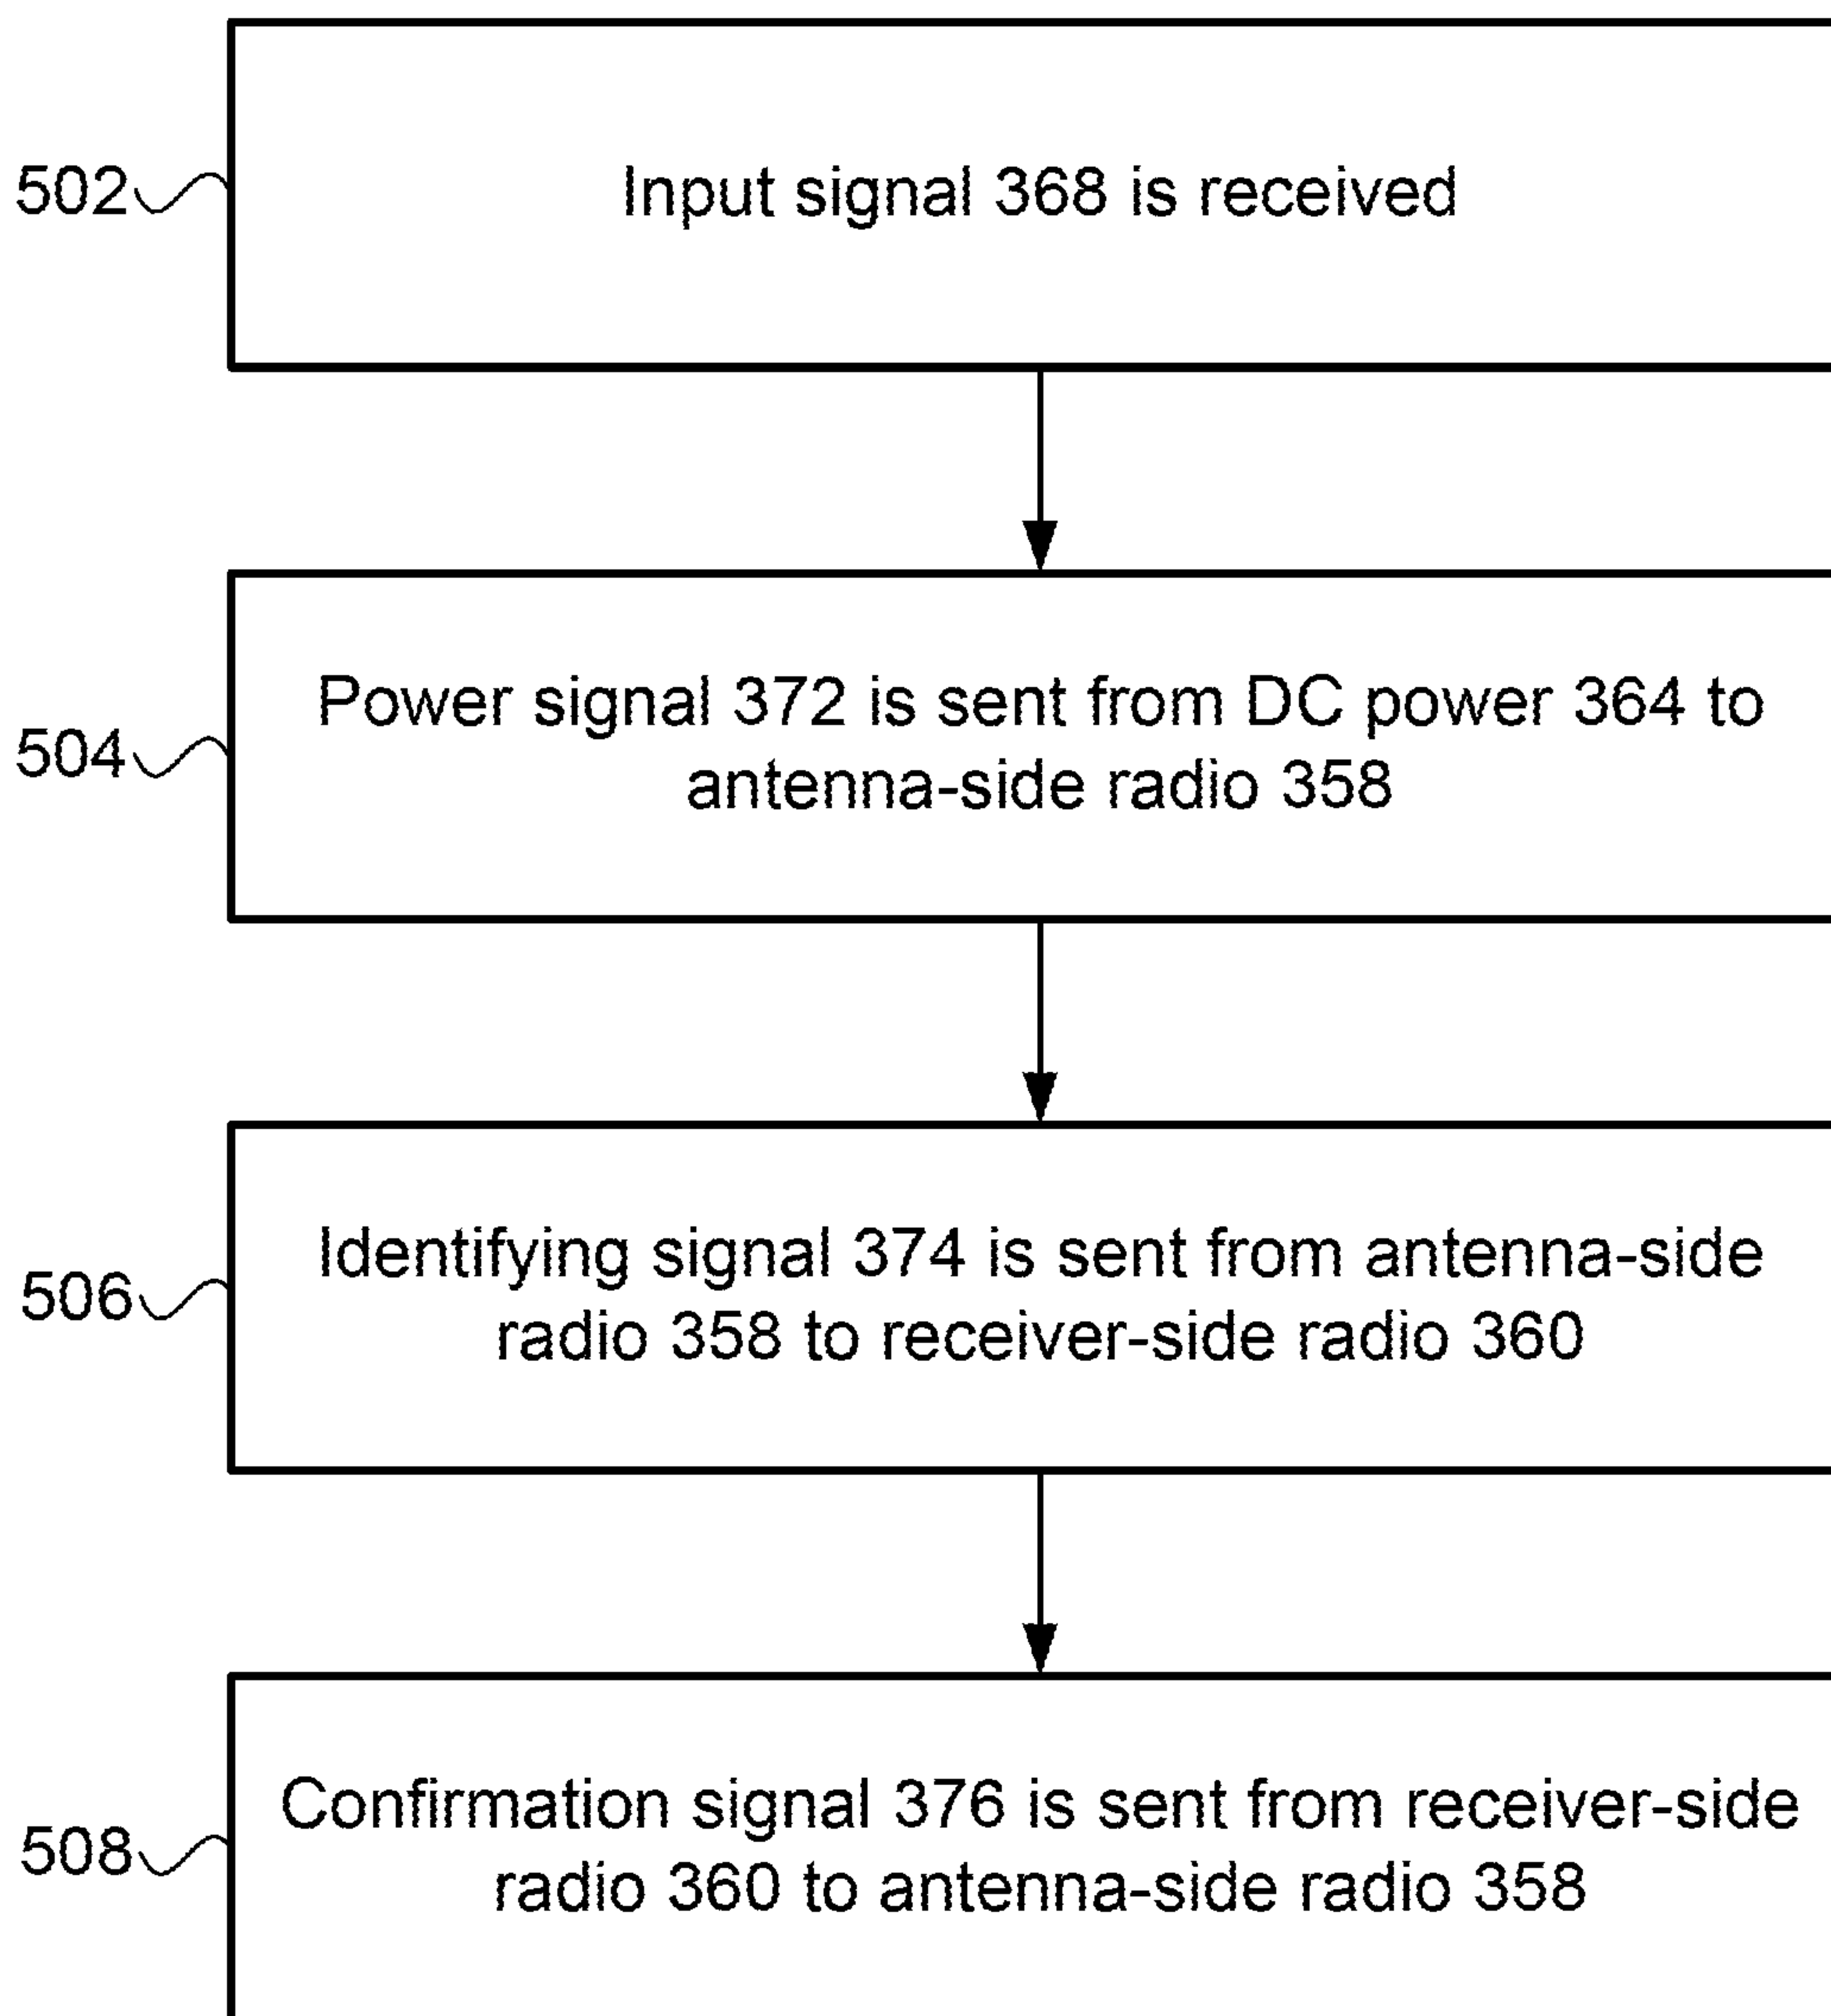 502
Input signal 368 is received
504
Power signal 372 is sent from DC power 364 to
antenna-side radio 358
506
Identifying signal 374 is sent from antenna-side
radio 358 to receiver-side radio 360
508
Confirmation signal 376 is sent from receiver-side
radio 360 to antenna-side radio 358